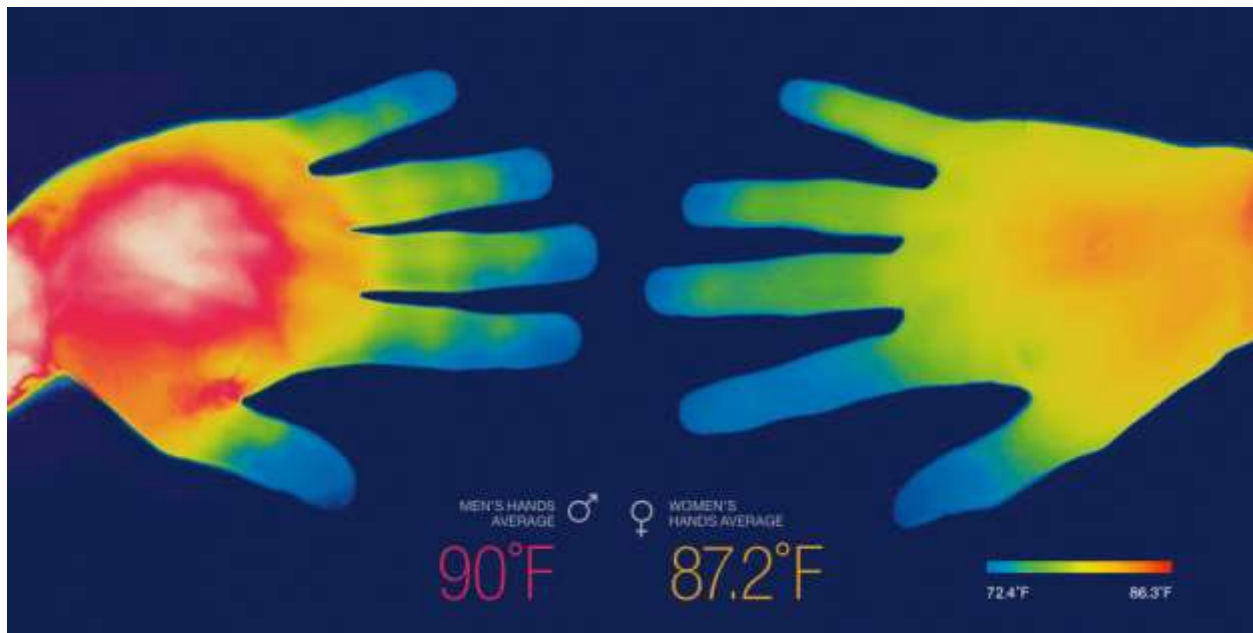 MEN'S HANDS
AVERAGE
90°F
WOMEN'S
HANDS AVERAGE
87.2°F
72.4°F
86.3°F